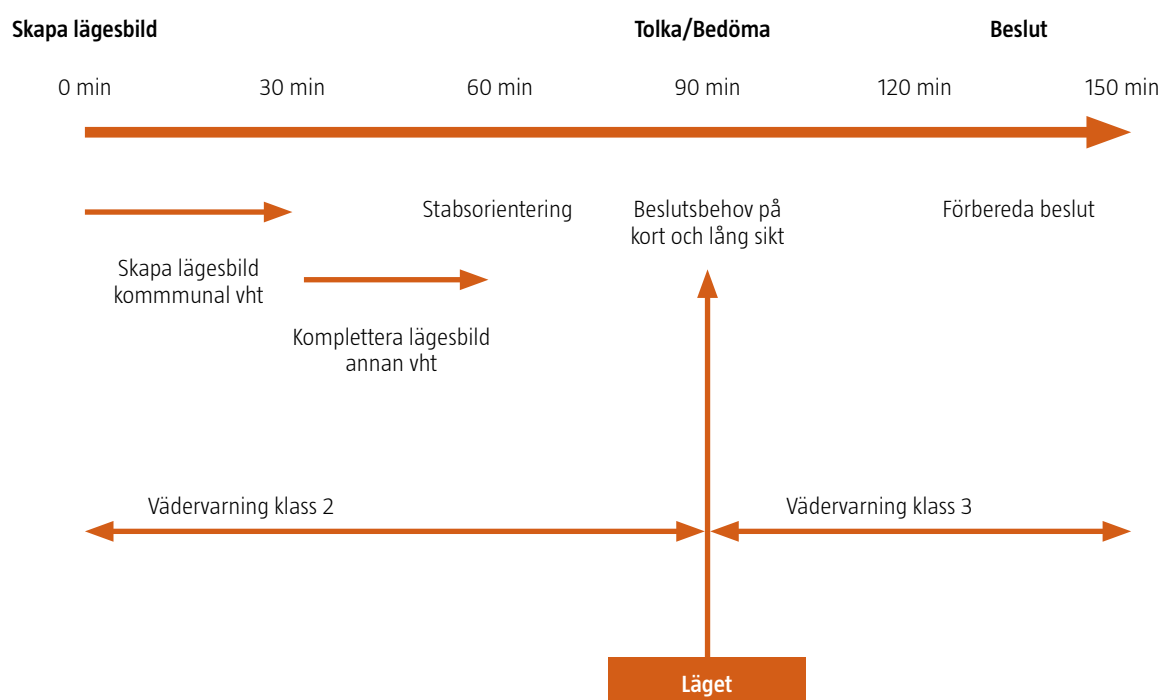 Skapa lägesbild
Tolka/Bedöma
Beslut
0 min
30 min
60 min
90 min
120 min
150 min
Stabsorientering
Beslutsbehov på
kort och lång sikt
Förbereda beslut
Skapa lägesbild
kommmunal vht
Komplettera lägesbild
annan vht
Vädervarning klass 2
Vädervarning klass 3
Läget